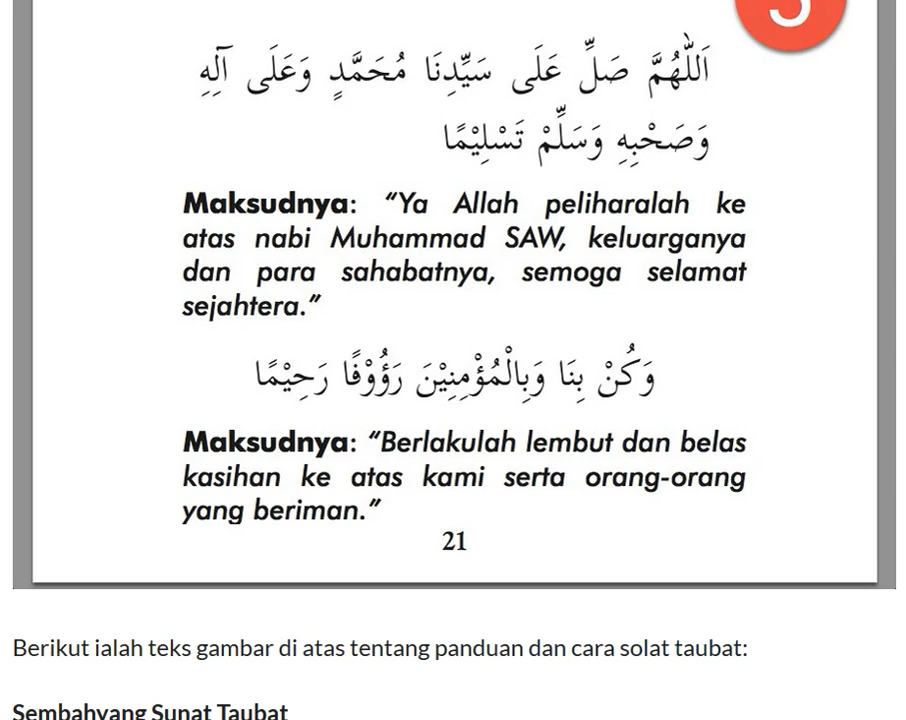 اَللّٰهُمَّ صَلِّ عَلَى سَيِّدِنَا مُحَمَّدٍ وَعَلَى آلِهِ
وَصَحْبِهِ وَسَلِّمْ تَسْلِيْمًا
Maksudnya: “Ya Allah peliharalah ke
atas nabi Muhammad SAW, keluarganya
dan para sahabatnya, semoga selamat
sejahtera.”
وَكُنْ بِنَا وَبِالْمُؤْمِنِيْنَ رَؤُوْفًا رَحِيْمًا
Maksudnya: “Berlakulah lembut dan belas
kasihan ke atas kami serta orang-orang
yang beriman.”
21
Berikut ialah teks gambar di atas tentang panduan dan cara solat taubat:
Sembahyang Sunat Taubat